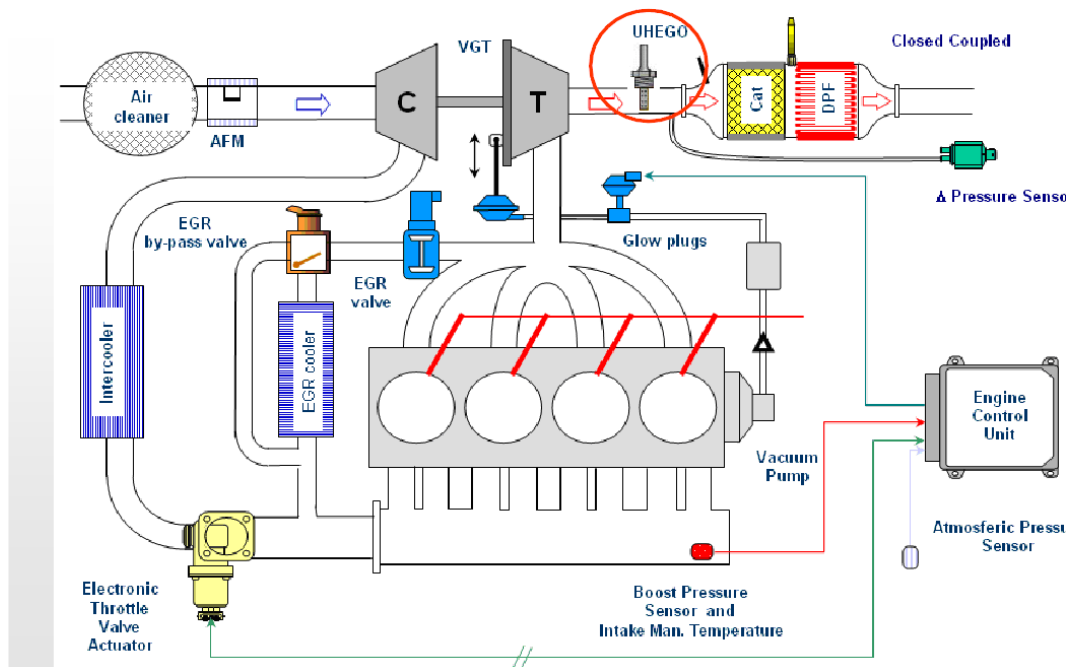 VGT
UHEGO
Closed Coupled
Air
cleaner
AFM
C
T
Cat
DPF
Δ Pressure Senso
EGR
by-pass valve
EGR
valve
Glow plugs
Intercooler
EGR cooler
Engine
Control
Unit
Vacuum
Pump
Atmosferic Pressu
Sensor
Electronic
Throttle
Valve
Actuator
Boost Pressure
Sensor and
Intake Man. Temperature